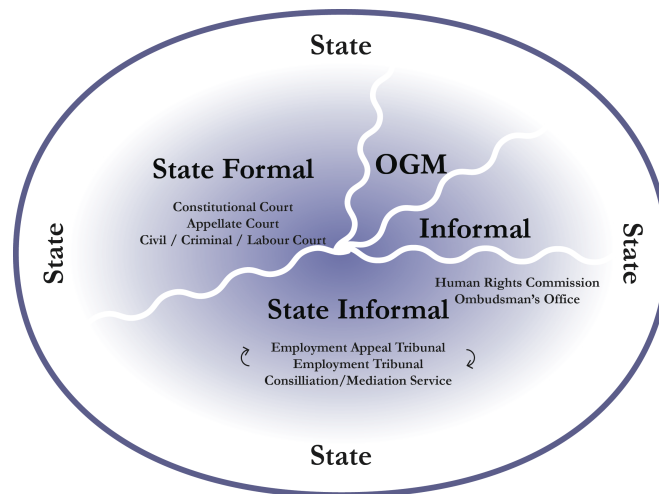 State
State Formal
OGM
Constitutional Court
Appellate Court
Civil / Criminal / Labour Court
Informal
State
State
Human Rights Commission
Ombudsman's Office
State Informal
Employment Appeal Tribunal
Employment Tribunal
Consilliation/Mediation Service
State